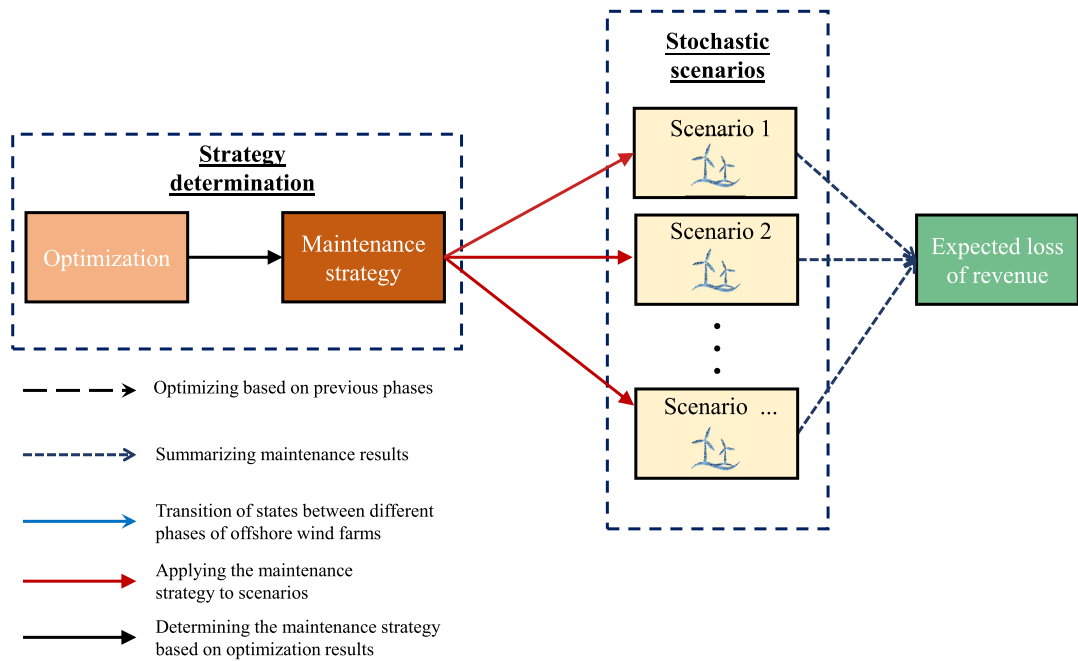 Stochastic
scenarios
Scenario 1
Strategy
determination
Scenario 2
Optimization
Maintenance
strategy
Expected loss
of revenue
Scenario ...
Optimizing based on previous phases
Summarizing maintenance results
Transition of states between different
phases of offshore wind farms
Applying the maintenance
strategy to scenarios
Determining the maintenance strategy
based on optimization results